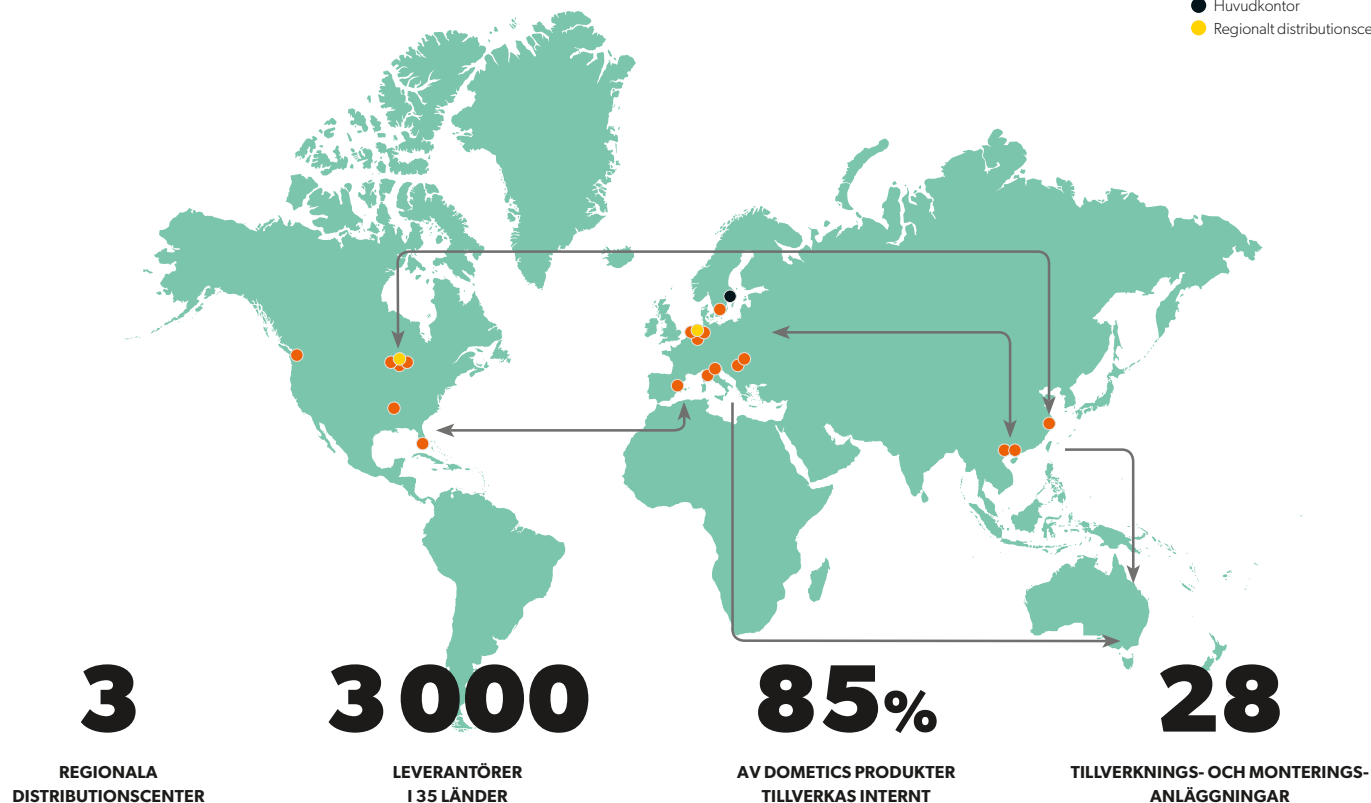 Huvudkontor
Regionalt distributionsce
3
REGIONALA
DISTRIBUTIONSCENTER
3 000
LEVERANTÖRER
I 35 LÄNDER
85%
AV DOMETICS PRODUKTER
TILLVERKAS INTERNT
28
TILLVERKNINGS- OCH MONTERINGS-
ANLÄGGNINGAR